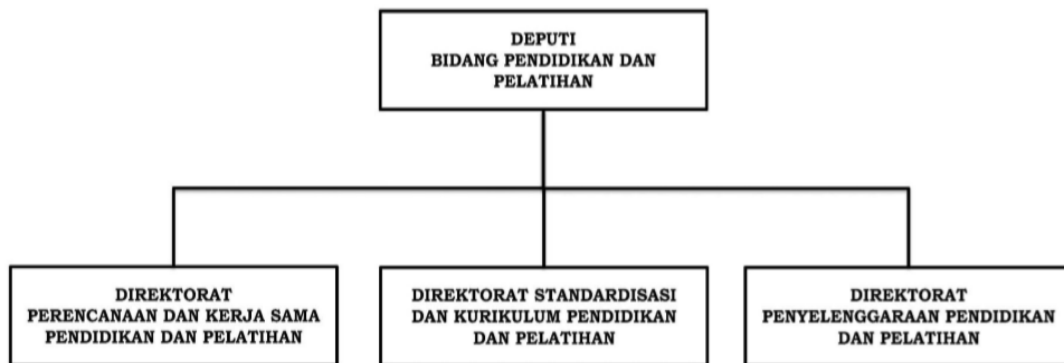 DEPUTI
BIDANG PENDIDIKAN DAN
PELATIHAN
DIREKTORAT
PERENCANAAN DAN KERJA SAMA
PENDIDIKAN DAN PELATIHAN
DIREKTORAT STANDARDISASI
DAN KURIKULUM PENDIDIKAN
DAN PELATIHAN
DIREKTORAT
PENYELENGGARAAN PENDIDIKAN
DAN PELATIHAN